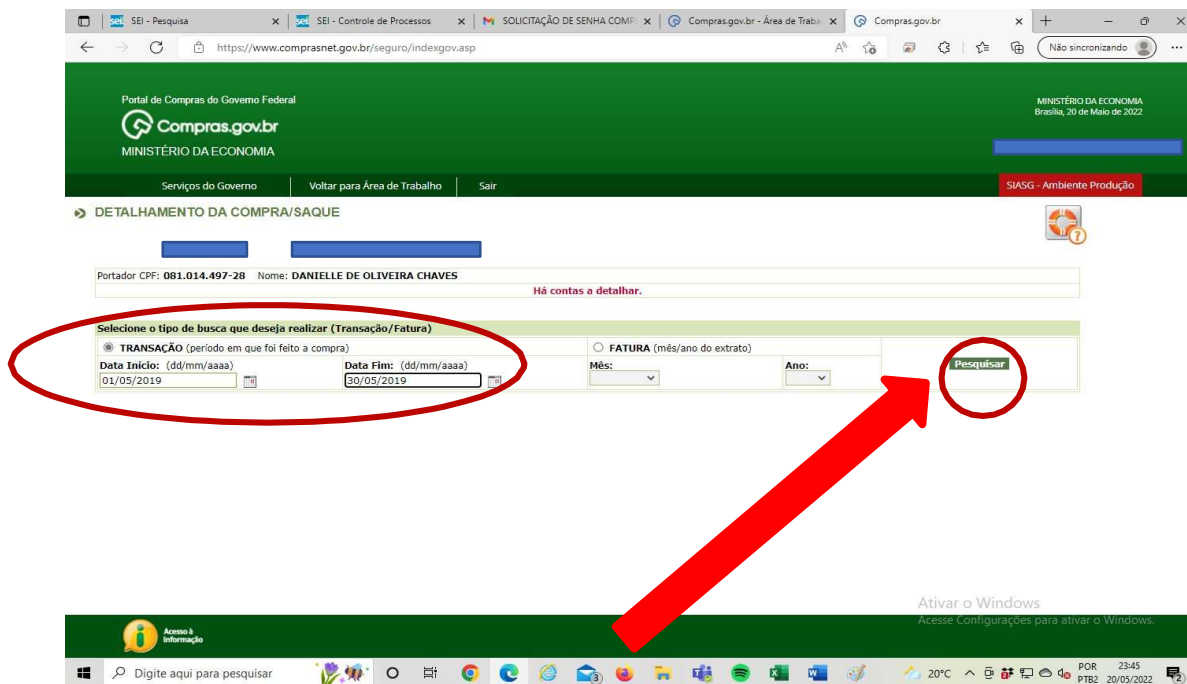 SEI - Pesquisa
SEI - Controle de Processos
SOLICITAÇÃO DE SENHA COMP
Compras.gov.br - Área de Traba
Compras.gov.br
https://www.comprasnet.gov.br/seguro/indexgov.asp
Não sincronizando
Portal de Compras do Governo Federal
Compras.gov.br
MINISTÉRIO DA ECONOMIA
MINISTÉRIO DA ECONOMIA
Brasília, 20 de Maio de 2022
Serviços do Governo Voltar para Área de Trabalho Sair
SIASG - Ambiente Produção
DETALHAMENTO DA COMPRA/SAQUE
Portador CPF: 081.014.497-28 Nome: DANIELLE DE OLIVEIRA CHAVES
Há contas a detalhar.
Selecione o tipo de busca que deseja realizar (Transação/Fatura)
TRANSAÇÃO (período em que foi feito a compra)
FATURA (mês/ano do extrato)
Data Início: (dd/mm/aaaa) Data Fim: (dd/mm/aaaa) Mês: Ano:
Pesquisar
01/05/2019 30/05/2019
Ativar o Windows
Acesse Configurações para ativar o Windows.
Acesso à
Informação
Digite aqui para pesquisar
3
20°C
POR 23:45
PTB2 20/05/2022
2